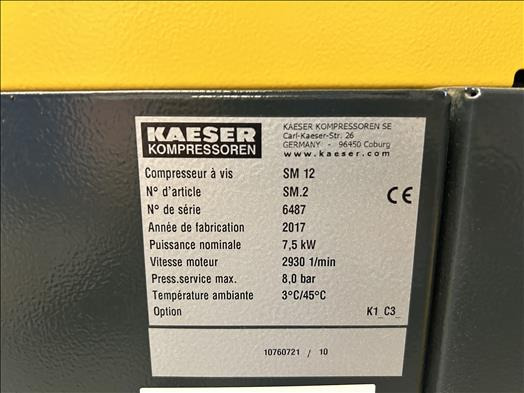 KAESER
KOMPRESSOREN
KAESER KOMPRESSOREN SE
Carl-Kaeser-Str. 26
GERMANY - 96450 Coburg
www.kaeser.com
Compresseur à vis SM 12
N° d'article SM.2
N° de série 6487
Année de fabrication 2017
Puissance nominale 7,5 kW
Vitesse moteur 2930 1/min
Press.service max. 8,0 bar
Température ambiante 3°C/45°C
Option K1_C3_
CE
10760721 / 10